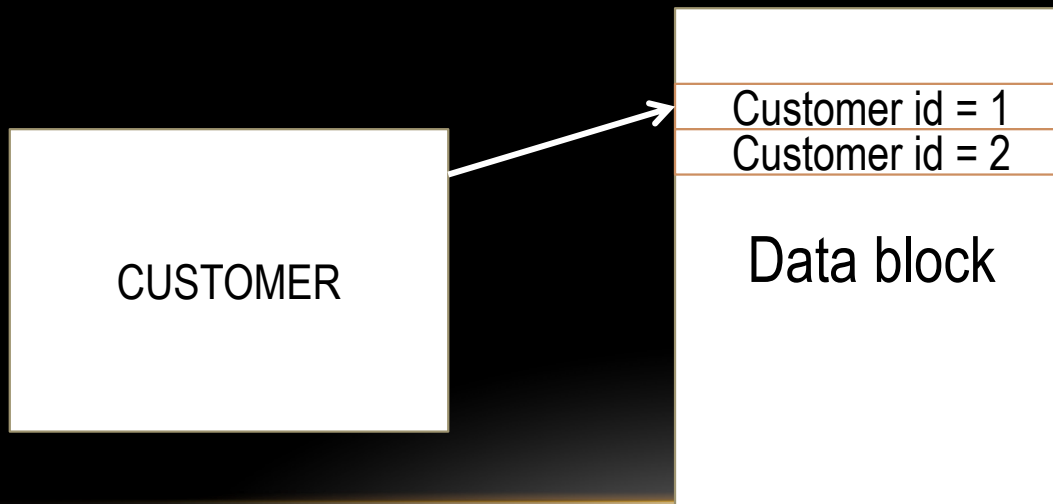 Customer id = 1
Customer id = 2
CUSTOMER
Data block